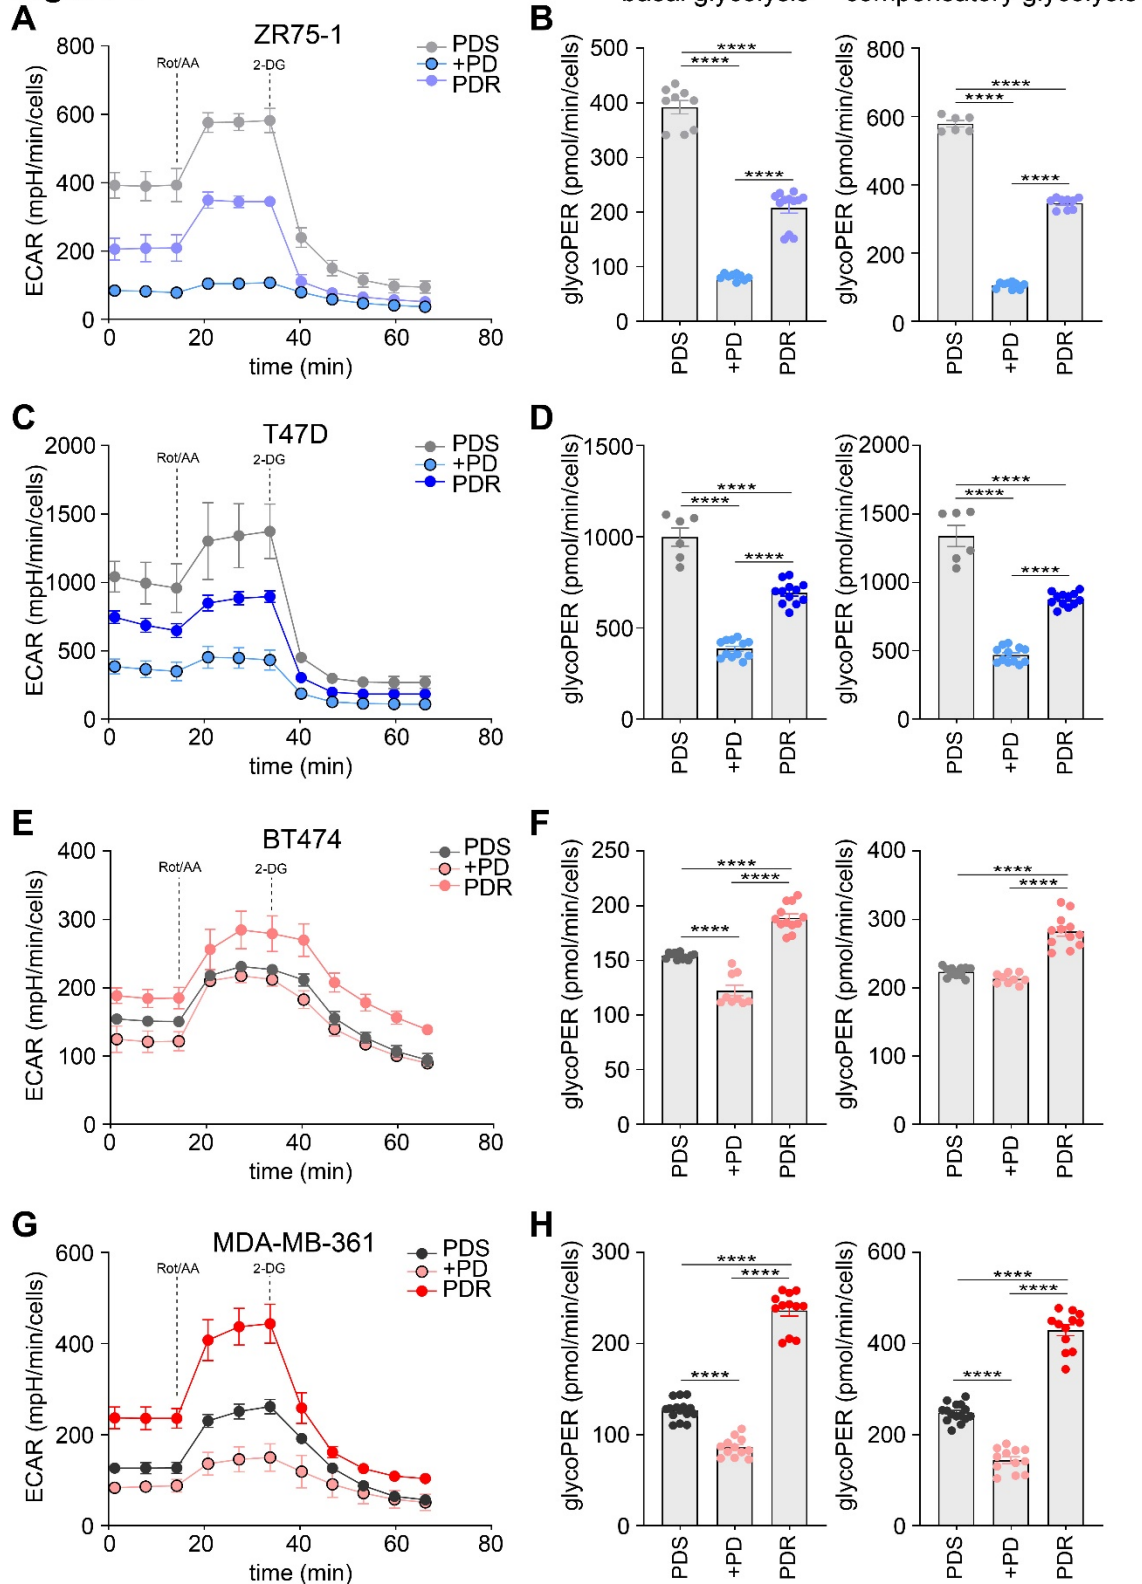 basal glycolysis compensatory glycolysis
A
ZR75-1
PDS
+PD
PDR
Rot/AA
2-DG
800
600
400
200
0
ECAR (mpH/min/cells)
0 20 40 60 80
time (min)
B
500
400
300
200
100
0
glycoPER (pmol/min/cells)
****
****
****
PDS +PD PDR
800
600
400
200
0
glycoPER (pmol/min/cells)
****
****
****
PDS +PD PDR
C
T47D
PDS
+PD
PDR
Rot/AA
2-DG
2000
1500
1000
500
0
ECAR (mpH/min/cells)
0 20 40 60 80
time (min)
D
1500
1000
500
0
glycoPER (pmol/min/cells)
****
****
****
PDS +PD PDR
2000
1500
1000
500
0
glycoPER (pmol/min/cells)
****
****
****
PDS +PD PDR
E
BT474
PDS
+PD
PDR
Rot/AA
2-DG
400
300
200
100
0
ECAR (mpH/min/cells)
0 20 40 60 80
time (min)
F
250
200
150
100
50
0
glycoPER (pmol/min/cells)
****
****
****
PDS +PD PDR
400
300
200
100
0
glycoPER (pmol/min/cells)
****
****
PDS +PD PDR
G
MDA-MB-361
PDS
+PD
PDR
Rot/AA
2-DG
600
400
200
0
ECAR (mpH/min/cells)
0 20 40 60 80
time (min)
H
300
200
100
0
glycoPER (pmol/min/cells)
****
****
****
PDS +PD PDR
600
400
200
0
glycoPER (pmol/min/cells)
****
****
****
PDS +PD PDR